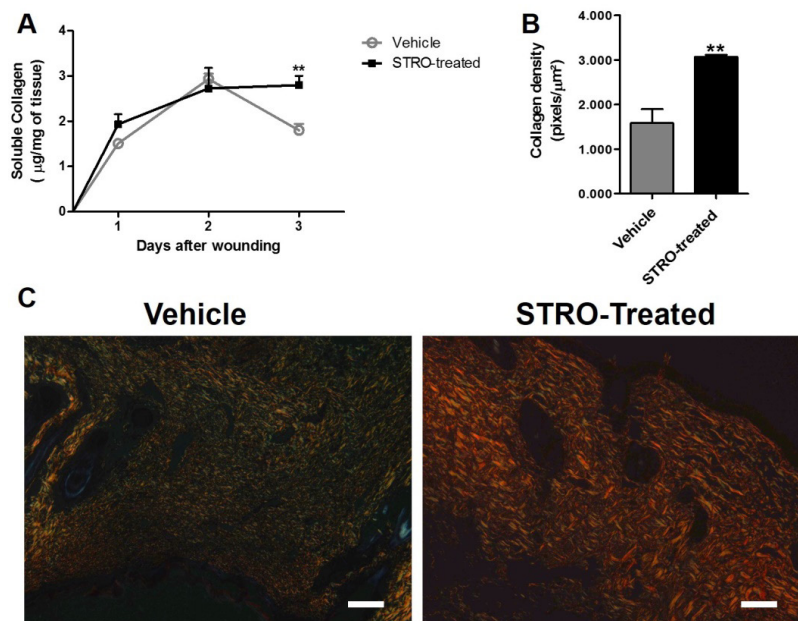 A
Soluble Collagen
( µg/mg of tissue)
4
3
2
1
0
**
1
2
3
Days after wounding
Vehicle
STRO-treated
B
Collagen density
(pixels/µm²)
4.000
3.000
2.000
1.000
0.000
**
Vehicle
STRO-treated
C
Vehicle
STRO-Treated